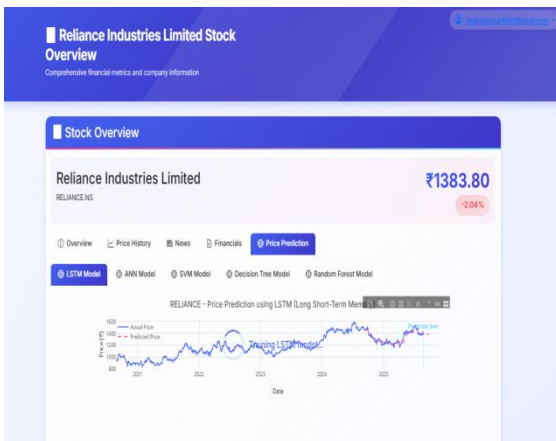 Reliance Industries Limited Stock
Overview
Comprehensive financial metrics and company information
Stock Overview
Reliance Industries Limited
RELIANCE.NS
₹1383.80
-2.04%
Overview
Price History
News
Financials
Price Prediction
LSTM Model
ANN Model
SVM Model
Decision Tree Model
Random Forest Model
RELIANCE - Price Prediction using LSTM (Long Short-Term Memory)
Actual Price
Predicted Price
Prediction Start
Training LSTM model...
Price (₹)
1600
1400
1200
1000
800
2021
2022
2023
2024
2025
Date